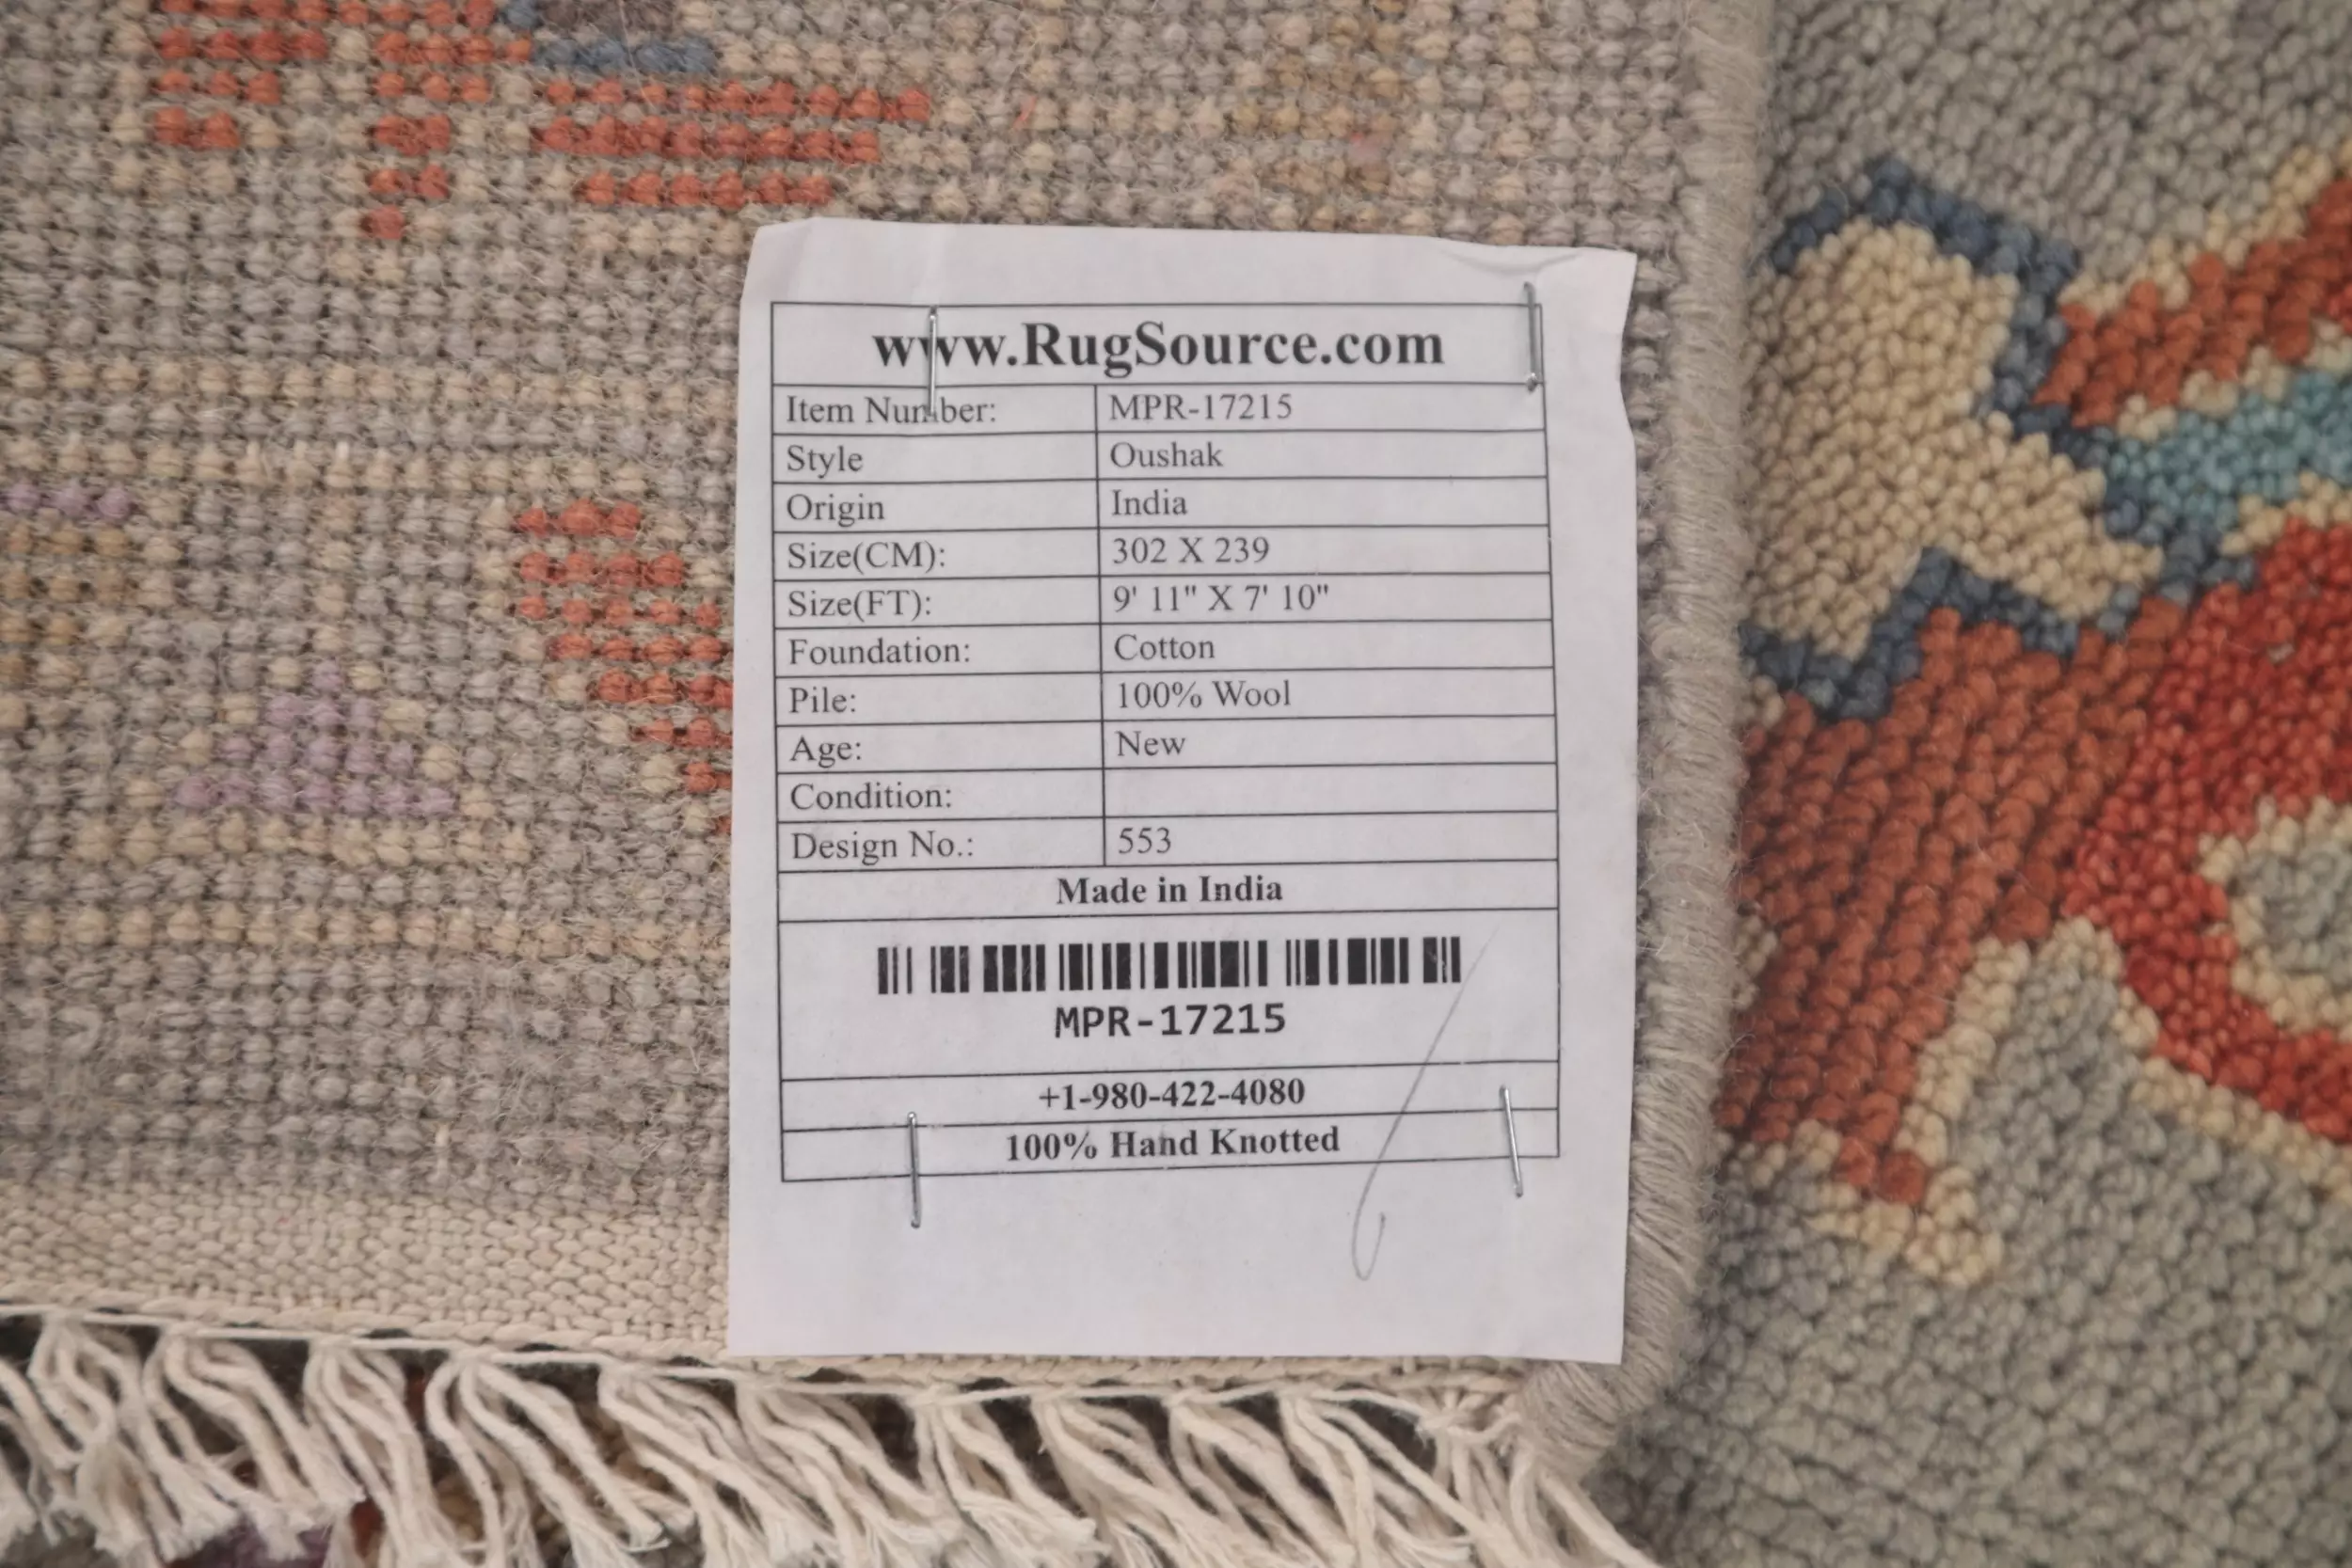 www.RugSource.com
Item Number: MPR-17215
Style Oushak
Origin India
Size(CM): 302 X 239
Size(FT): 9' 11" X 7' 10"
Foundation: Cotton
Pile: 100% Wool
Age: New
Condition:
Design No.: 553
Made in India
MPR-17215
+1-980-422-4080
100% Hand Knotted